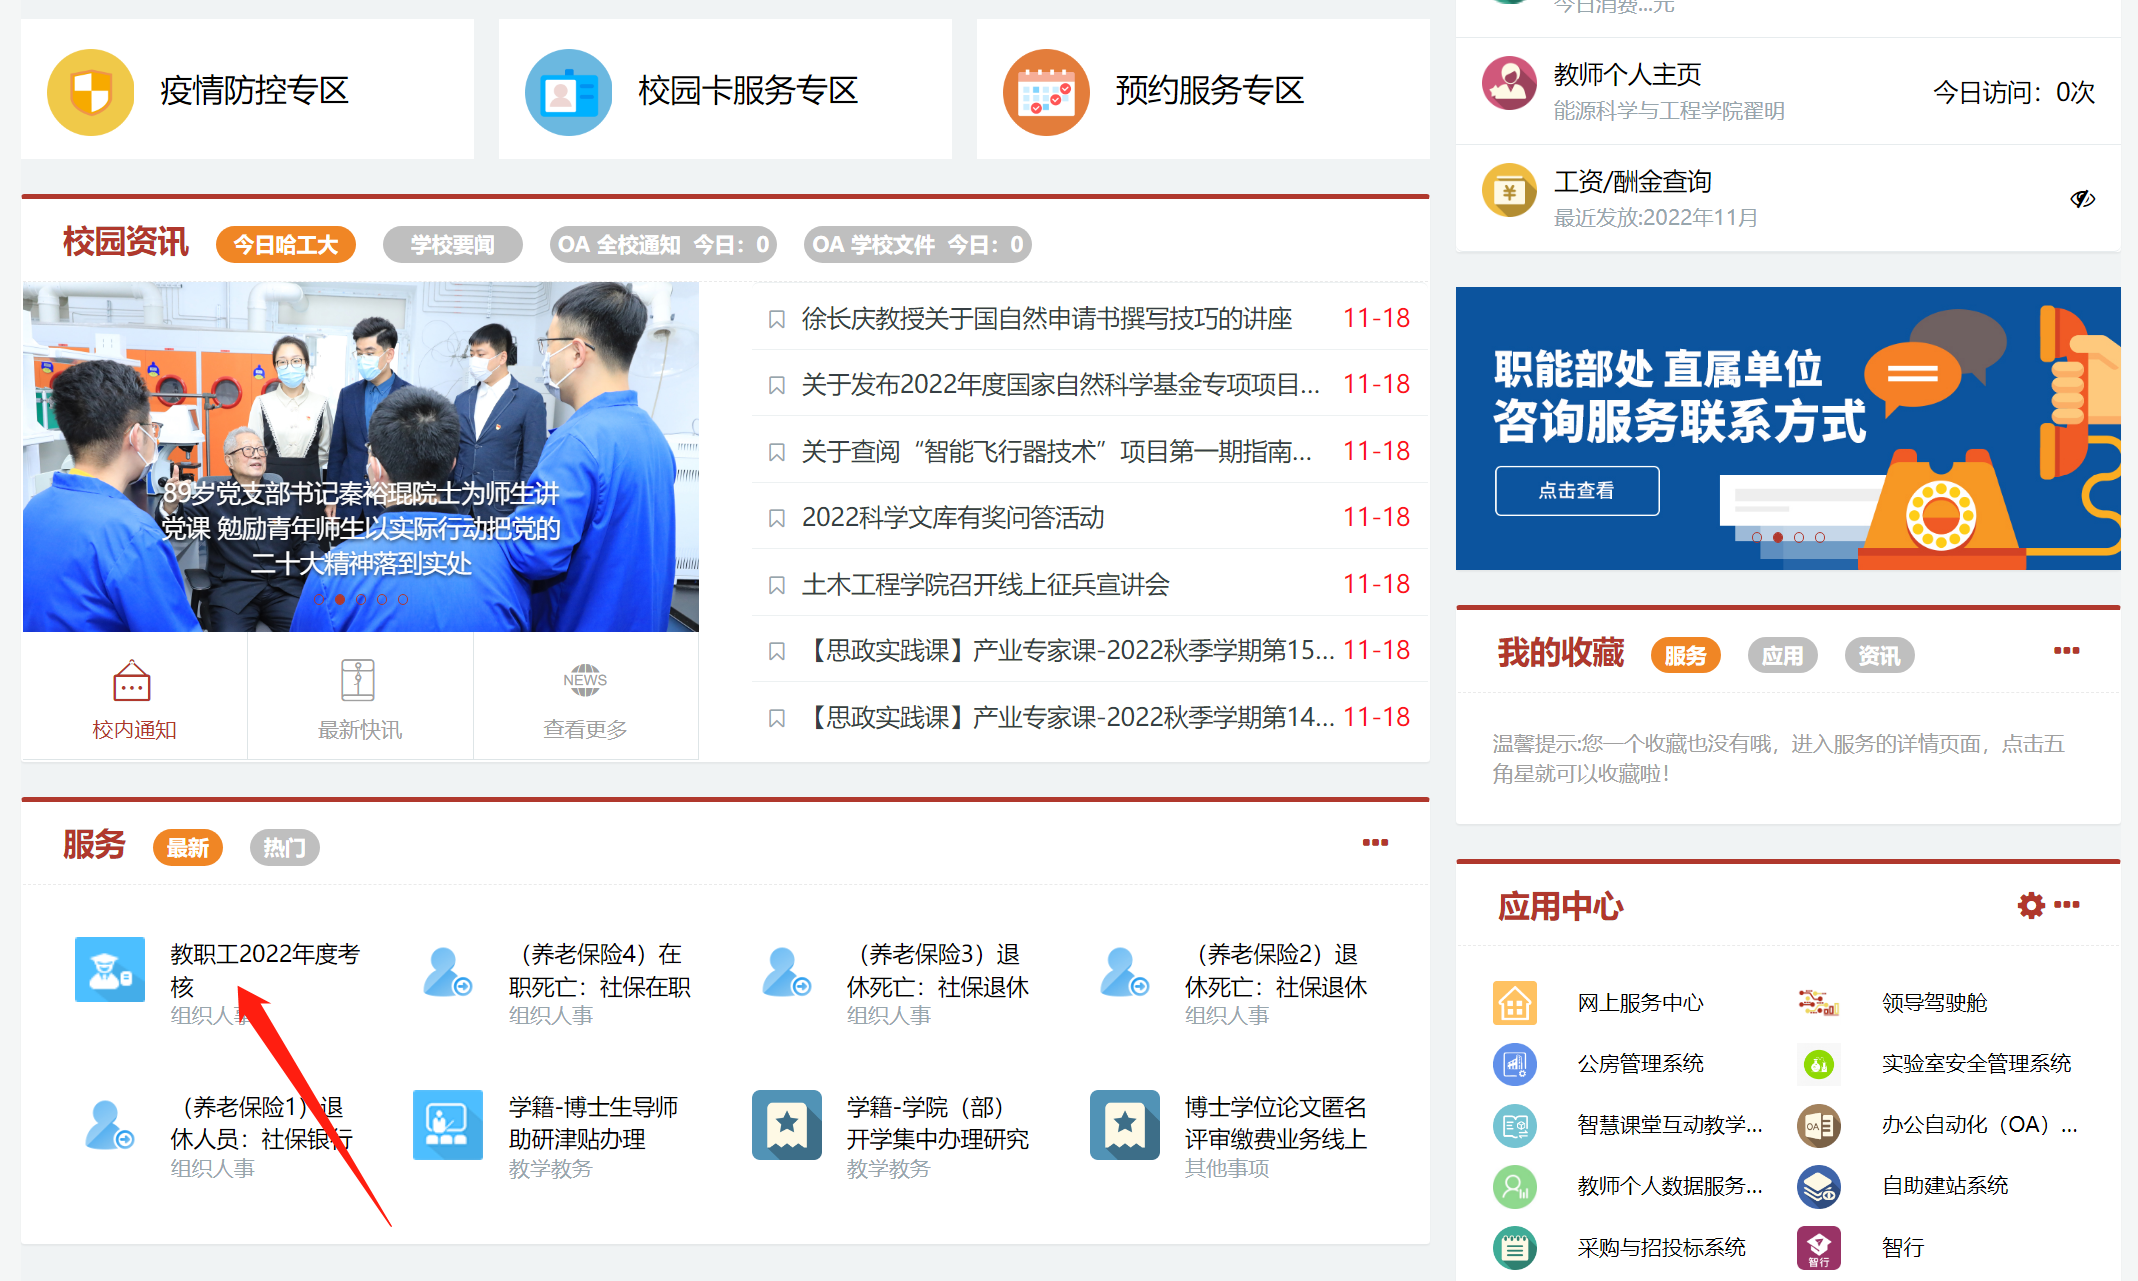 疫情防控专区
校园卡服务专区
预约服务专区
校园资讯
今日哈工大
学校要闻
OA 全校通知 今日：0
OA 学校文件 今日：0
89岁党支部书记秦裕琨院士为师生讲
党课 勉励青年师生以实际行动把党的
二十大精神落到实处
校内通知
最新快讯
NEWS
查看更多
徐长庆教授关于国自然申请书撰写技巧的讲座 11-18
关于发布2022年度国家自然科学基金专项项目... 11-18
关于查阅“智能飞行器技术”项目第一期指南... 11-18
2022科学文库有奖问答活动 11-18
土木工程学院召开线上征兵宣讲会 11-18
【思政实践课】产业专家课-2022秋季学期第15... 11-18
【思政实践课】产业专家课-2022秋季学期第14... 11-18
服务
最新
热门
教职工2022年度考
核
组织人事
（养老保险4）在
职死亡：社保在职
组织人事
（养老保险3）退
休死亡：社保退休
组织人事
（养老保险2）退
休死亡：社保退休
组织人事
（养老保险1）退
休人员：社保银行
组织人事
学籍-博士生导师
助研津贴办理
教学教务
学籍-学院（部）
开学集中办理研究
教学教务
博士学位论文匿名
评审缴费业务线上
其他事项
今日消费...元
教师个人主页
能源科学与工程学院翟明
今日访问：0次
¥
工资/酬金查询
最近发放:2022年11月
职能部处 直属单位
咨询服务联系方式
点击查看
我的收藏
服务
应用
资讯
温馨提示:您一个收藏也没有哦，进入服务的详情页面，点击五
角星就可以收藏啦！
应用中心
网上服务中心
领导驾驶舱
公房管理系统
实验室安全管理系统
智慧课堂互动教学...
OA
办公自动化（OA）...
教师个人数据服务...
自助建站系统
采购与招投标系统
智行
智行